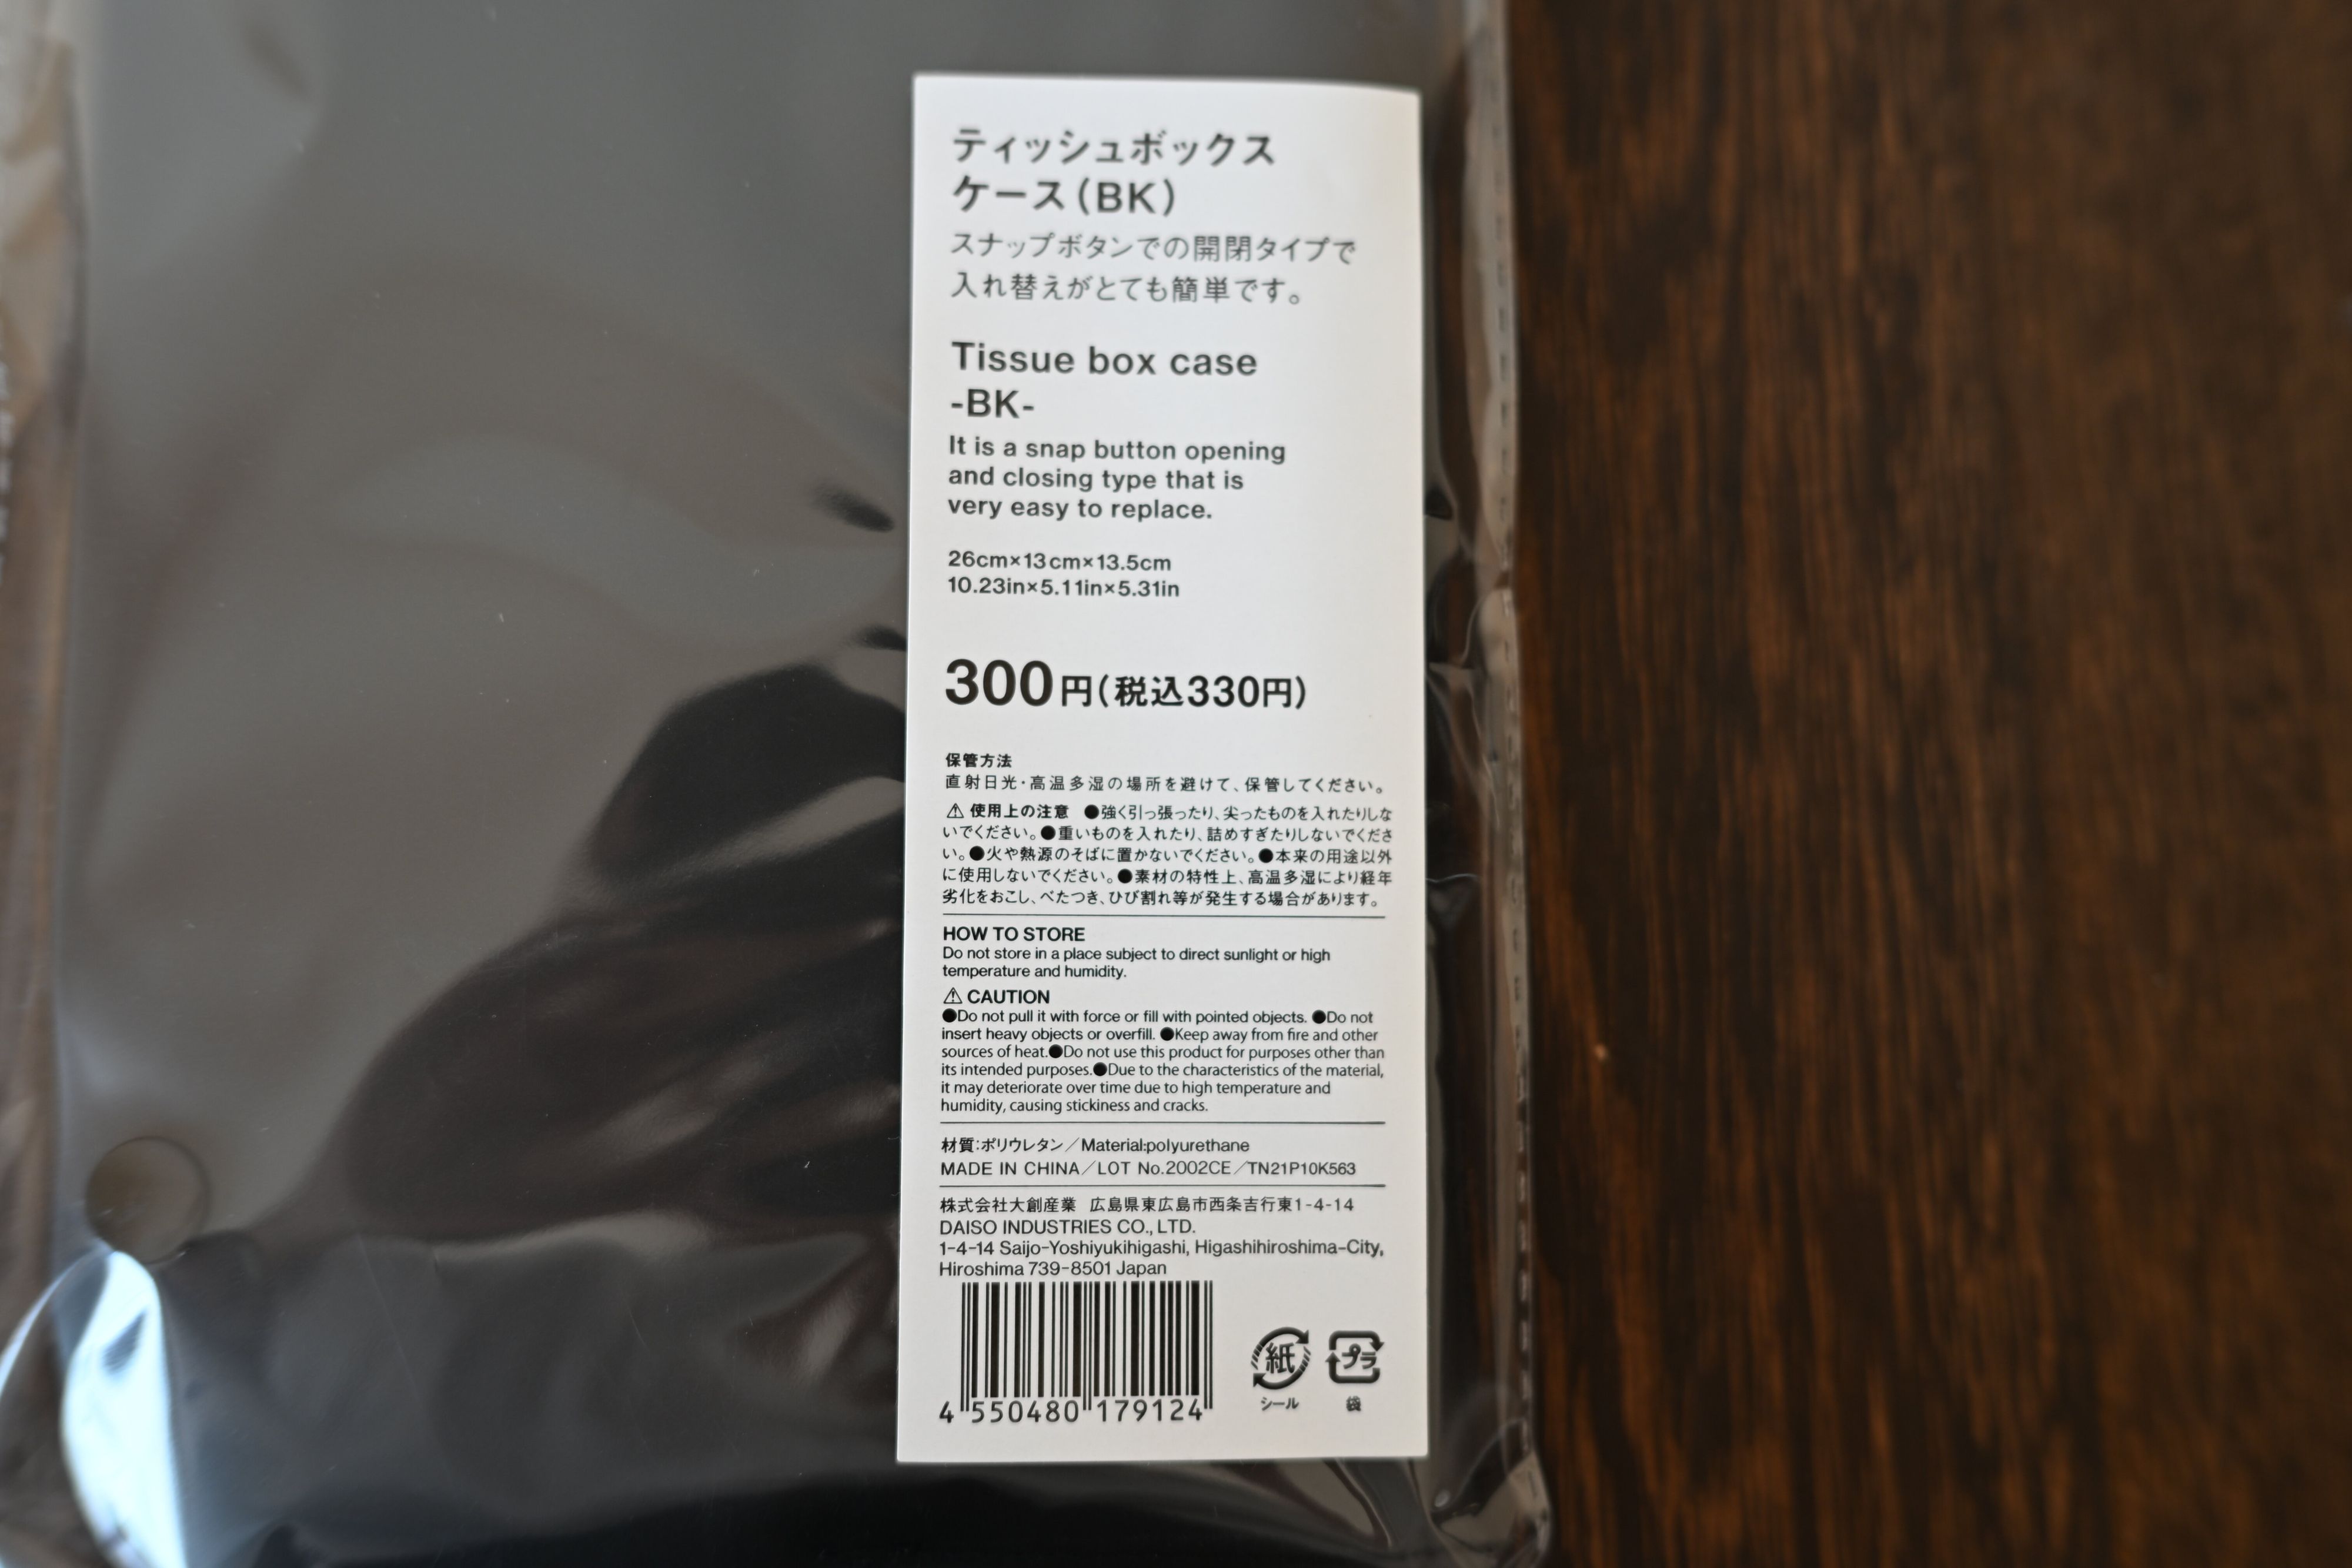 ティッシュボックス
ケース(BK)
スナップボタンでの開閉タイプで
入れ替えがとても簡単です。
Tissue box case
-BK-
It is a snap button opening
and closing type that is
very easy to replace.
26cm×13cm×13.5cm
10.23in×5.11in×5.31in
300円(税込330円)
保管方法
直射日光・高温多湿の場所を避けて、保管してください。
⚠使用上の注意 ●強く引っ張ったり、尖ったものを入れたりしな
いでください。●重いものを入れたり、詰めすぎたりしないでくださ
い。●火や熱源のそばに置かないでください。●本来の用途以外
に使用しないでください。●素材の特性上、高温多湿により経年
劣化をおこし、べたつき、ひび割れ等が発生する場合があります。
HOW TO STORE
Do not store in a place subject to direct sunlight or high
temperature and humidity.
⚠CAUTION
●Do not pull it with force or fill with pointed objects. ●Do not
insert heavy objects or overfill. ●Keep away from fire and other
sources of heat.●Do not use this product for purposes other than
its intended purposes.●Due to the characteristics of the material,
it may deteriorate over time due to high temperature and
humidity, causing stickiness and cracks.
材質:ポリウレタン/Material:polyurethane
MADE IN CHINA/LOT No.2002CE/TN21P10K563
株式会社大創産業 広島県東広島市西条吉行東1-4-14
DAISO INDUSTRIES CO., LTD.
1-4-14 Saijo-Yoshiyukihigashi, Higashihiroshima-City,
Hiroshima 739-8501 Japan
4 550480 179124
紙 プラ
シール 袋